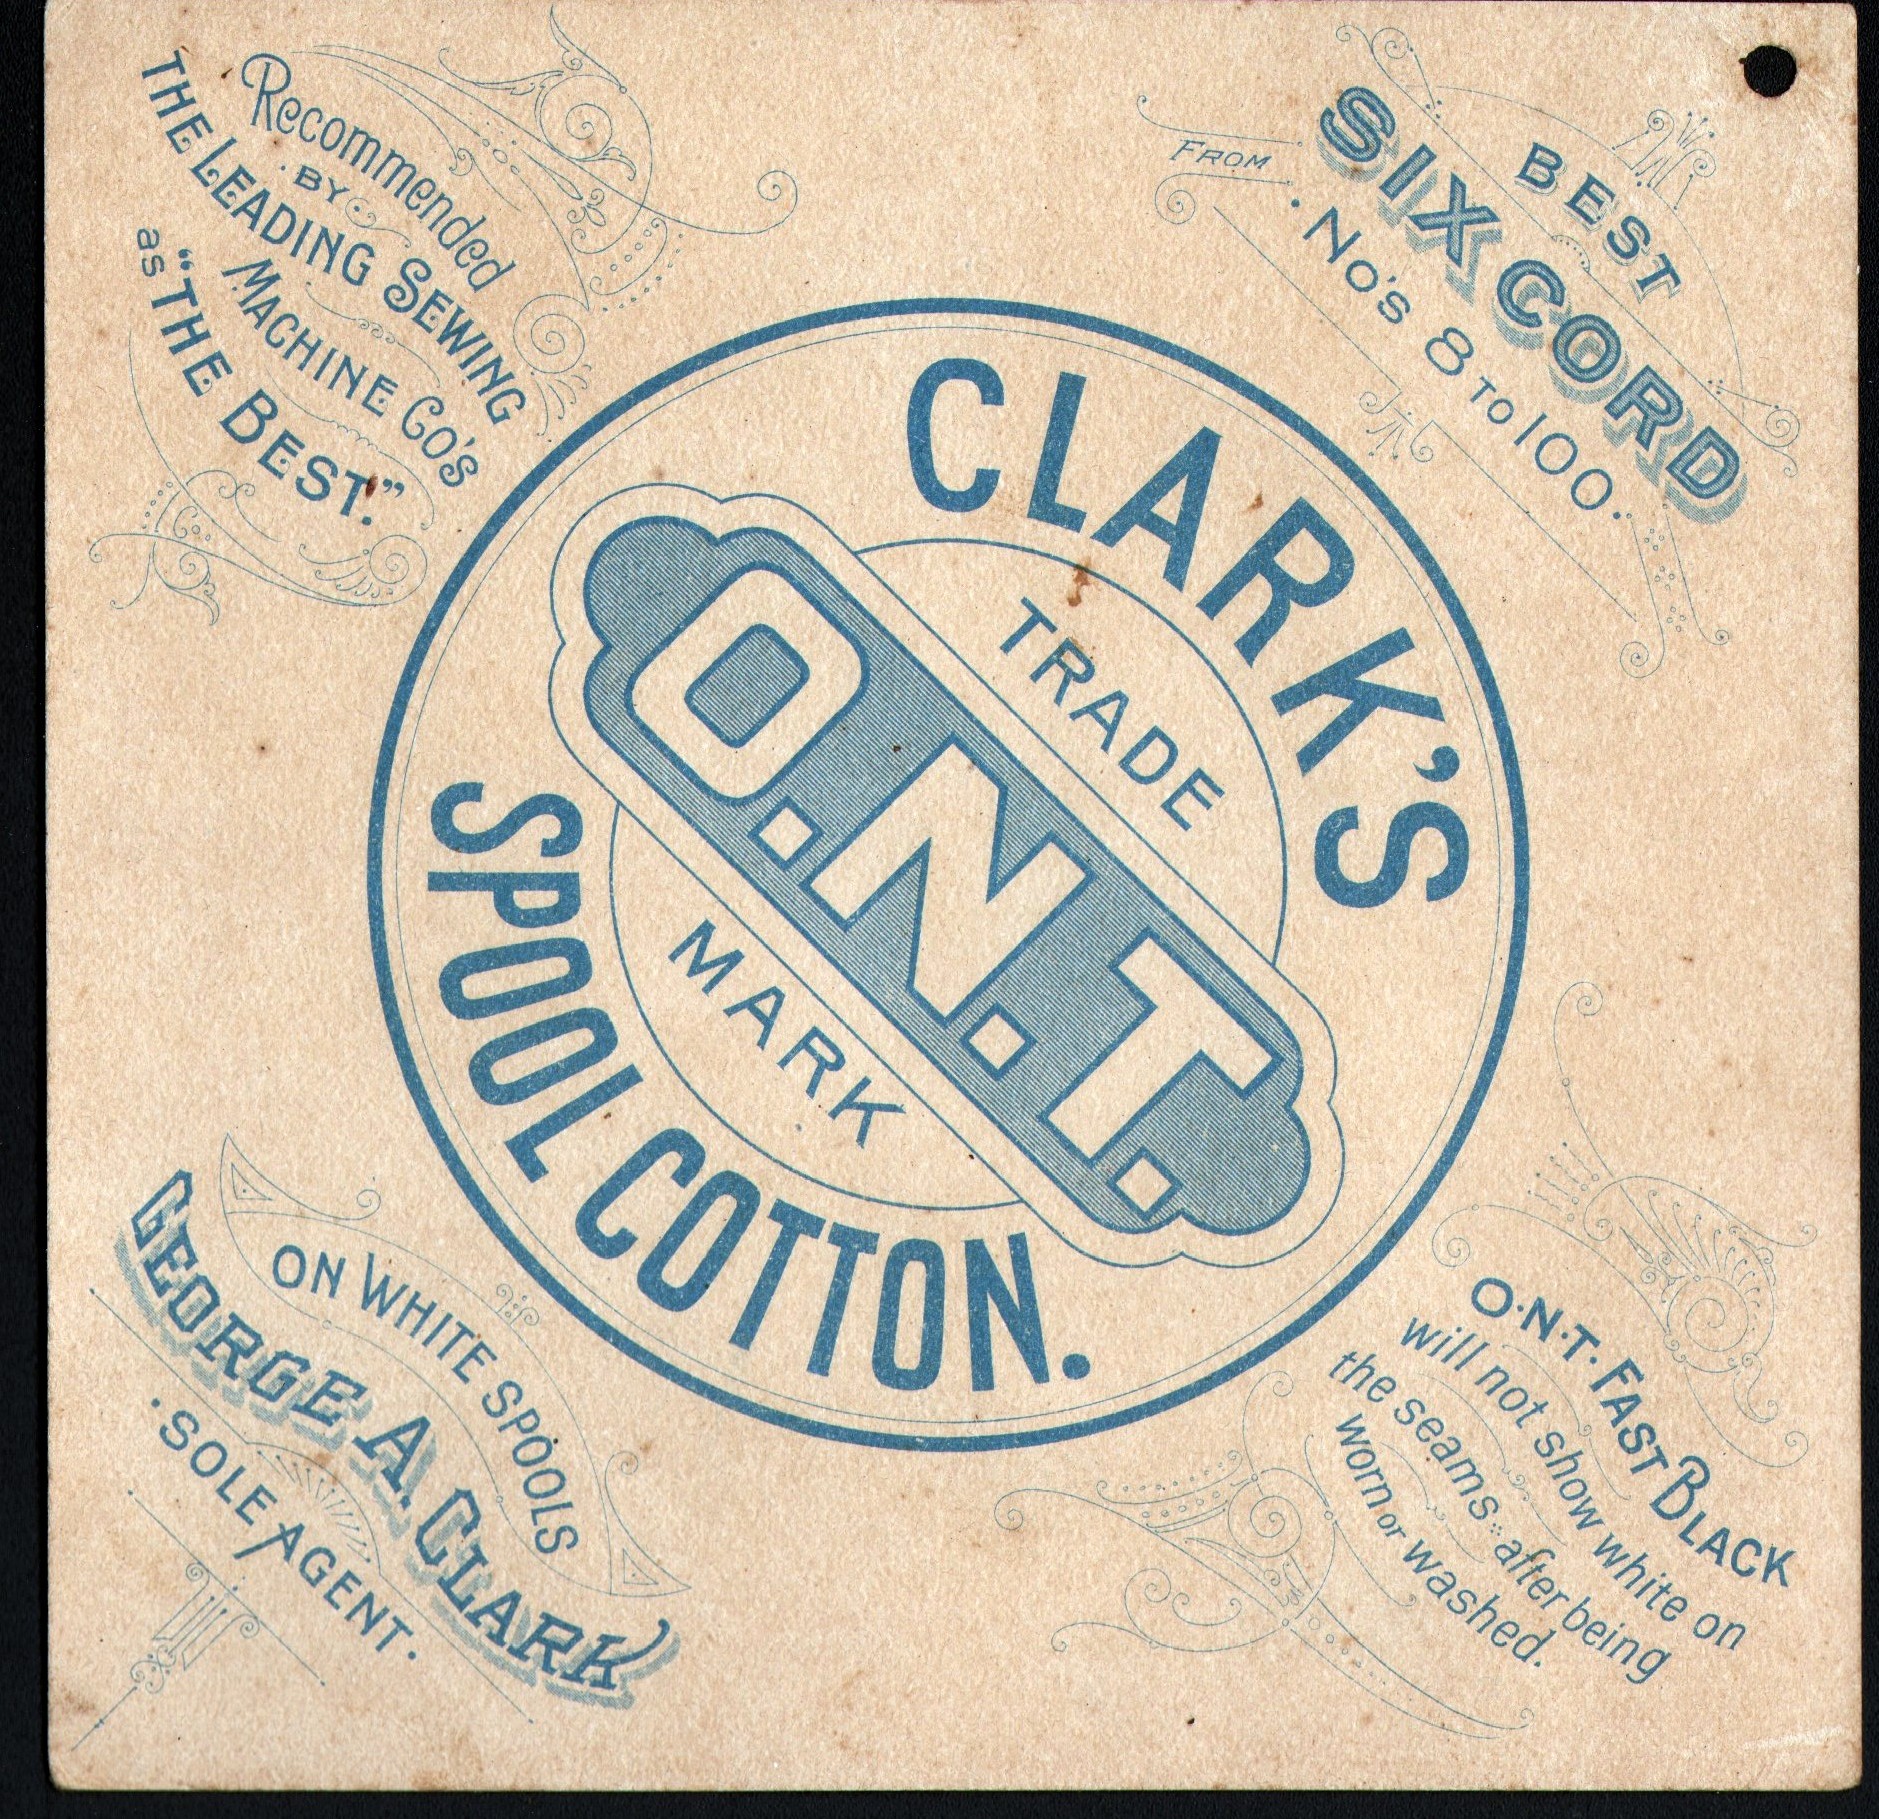 Recommended
BY
THE LEADING SEWING
MACHINE CO'S
as "THE BEST."
BEST
SIX CORD
FROM
No's 8 TO 100.
CLARK'S
TRADE
O.N.T.
MARK
SPOOL COTTON.
ON WHITE SPOOLS
GEORGE A. CLARK
SOLE AGENT.
O.N.T. FAST BLACK
will not show white on
the seams after being
worn or washed.